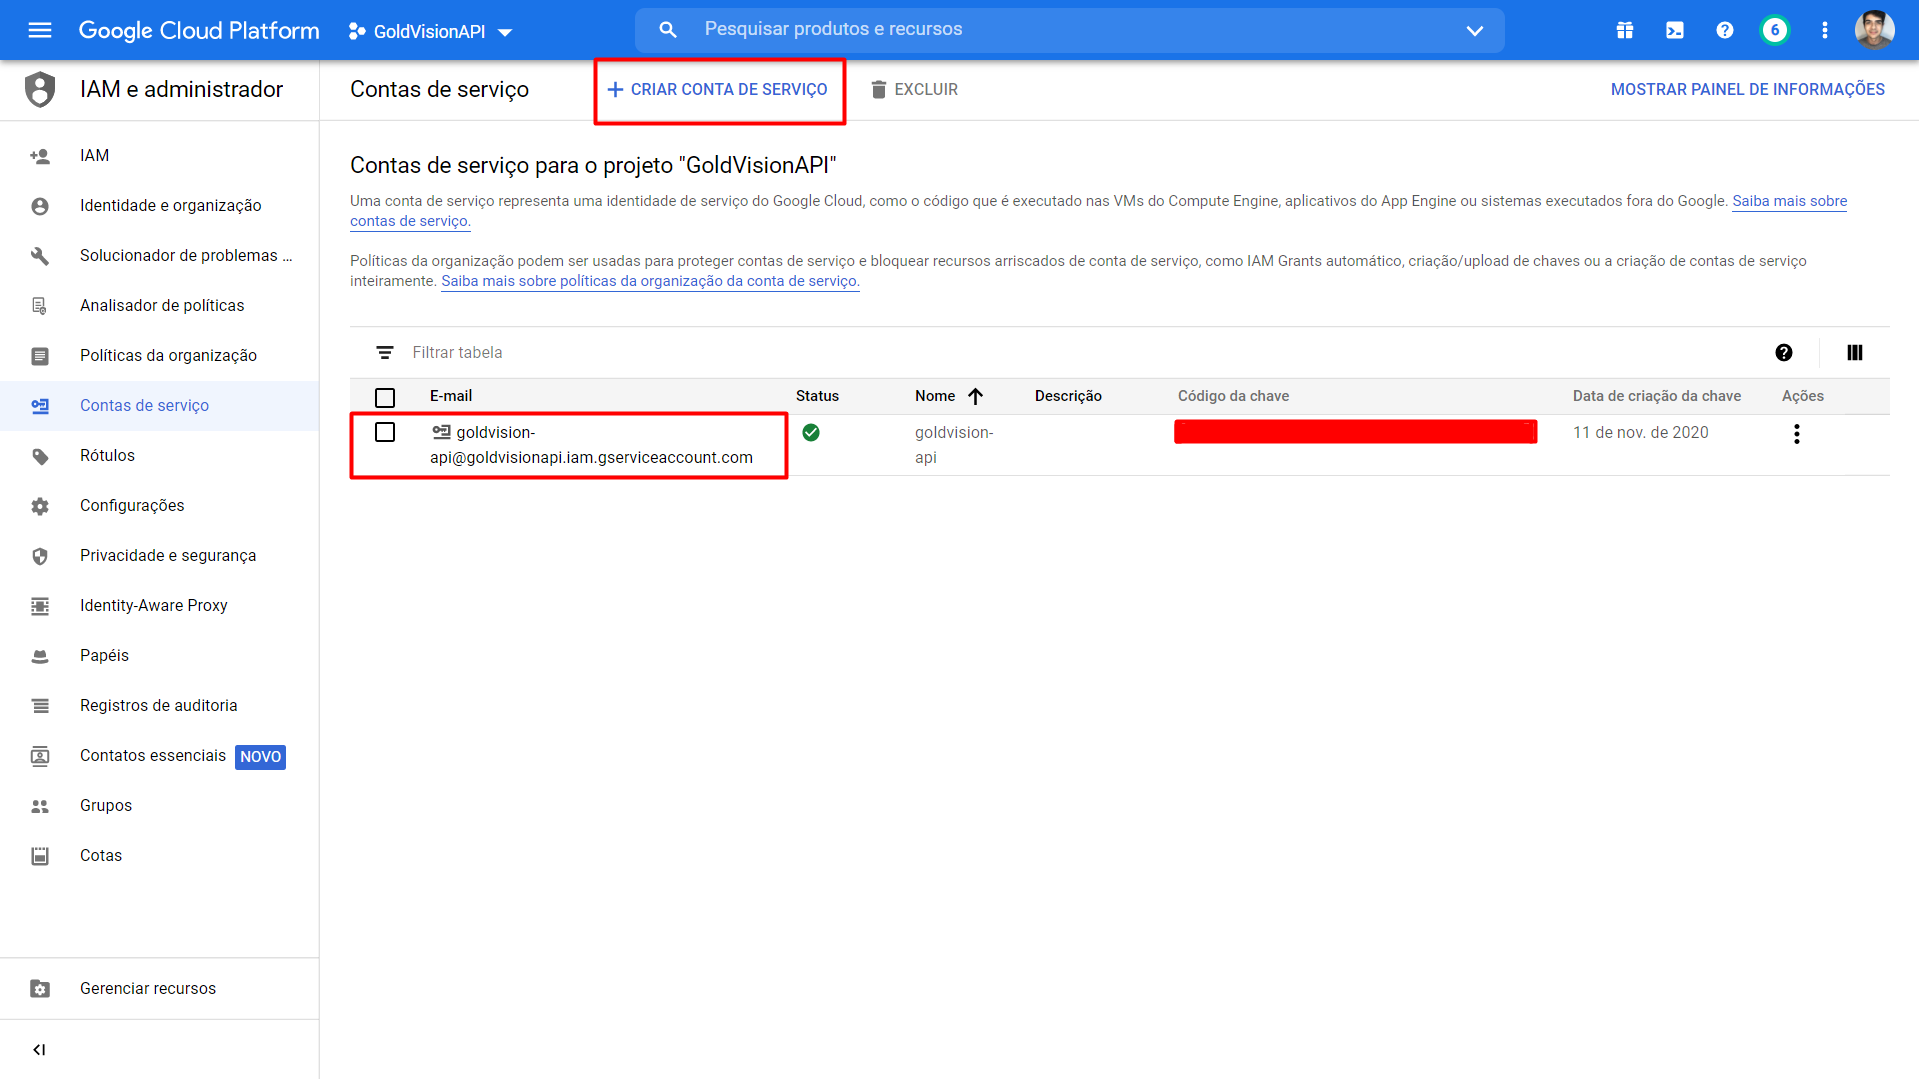 Google Cloud Platform
GoldVisionAPI
Pesquisar produtos e recursos
6
IAM e administrador
Contas de serviço
CRIAR CONTA DE SERVIÇO
EXCLUIR
MOSTRAR PAINEL DE INFORMAÇÕES
IAM
Identidade e organização
Solucionador de problemas ...
Analisador de políticas
Políticas da organização
Contas de serviço
Rótulos
Configurações
Privacidade e segurança
Identity-Aware Proxy
Papéis
Registros de auditoria
Contatos essenciais NOVO
Grupos
Cotas
Gerenciar recursos
Contas de serviço para o projeto "GoldVisionAPI"
Uma conta de serviço representa uma identidade de serviço do Google Cloud, como o código que é executado nas VMs do Compute Engine, aplicativos do App Engine ou sistemas executados fora do Google. Saiba mais sobre
contas de serviço.
Políticas da organização podem ser usadas para proteger contas de serviço e bloquear recursos arriscados de conta de serviço, como IAM Grants automático, criação/upload de chaves ou a criação de contas de serviço
inteiramente. Saiba mais sobre políticas da organização da conta de serviço.
Filtrar tabela
E-mail Status Nome Descrição Código da chave Data de criação da chave Ações
goldvision- goldvision- 11 de nov. de 2020
api@goldvisionapi.iam.gserviceaccount.com api